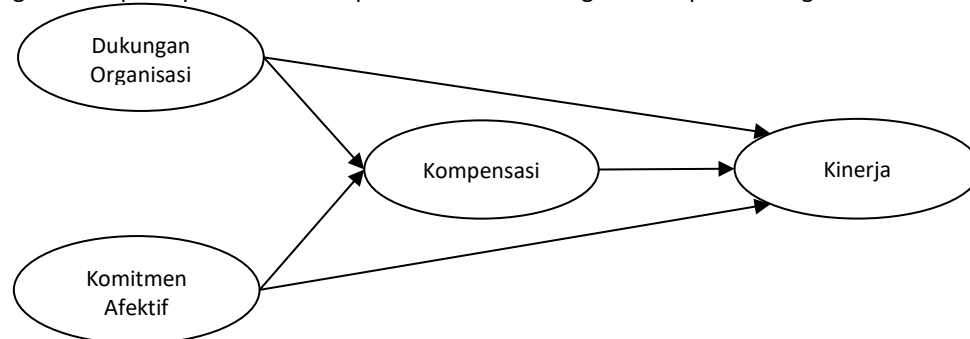 Dukungan
Organisasi
Kompensasi
Kinerja
Komitmen
Afektif